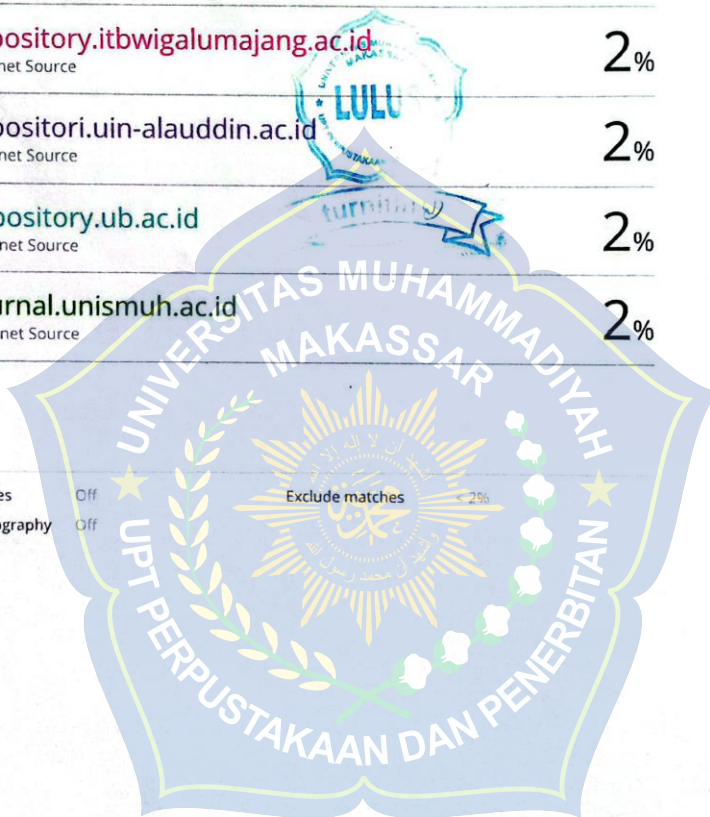 pository.itbwigalumajang.ac.id
2%
net Source
LULUS
positori.uin-alauddin.ac.id
2%
net Source
turnitin
pository.ub.ac.id
2%
net Source
urnal.unismuh.ac.id
2%
net Source
UNIVERSITAS MUHAMMADIYAH
MAKASSAR
es Off Exclude matches < 2%
ography Off
UPT PERPUSTAKAAN DAN PENERBITAN